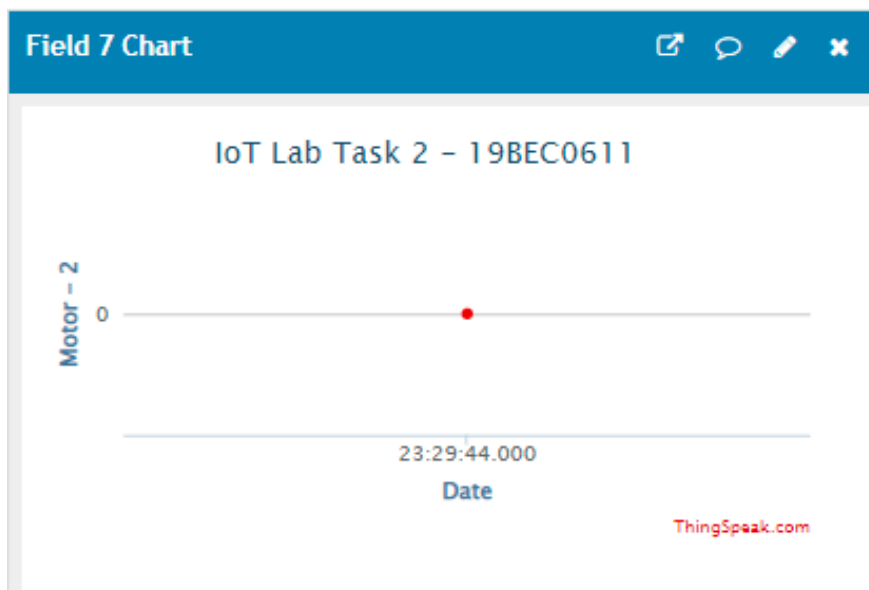 Field 7 Chart
IoT Lab Task 2 – 19BEC0611
Motor – 2
0
23:29:44.000
Date
ThingSpeak.com